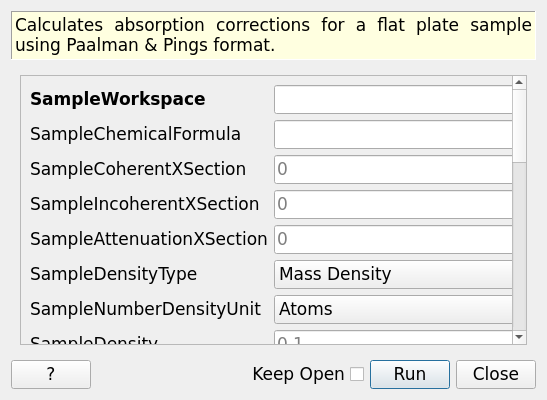 Calculates absorption corrections for a flat plate sample
using Paalman & Pings format.
SampleWorkspace
SampleChemicalFormula
SampleCoherentXSection 0
SampleIncoherentXSection 0
SampleAttenuationXSection 0
SampleDensityType Mass Density
SampleNumberDensityUnit Atoms
SampleDensity 0.1
? Keep Open Run Close